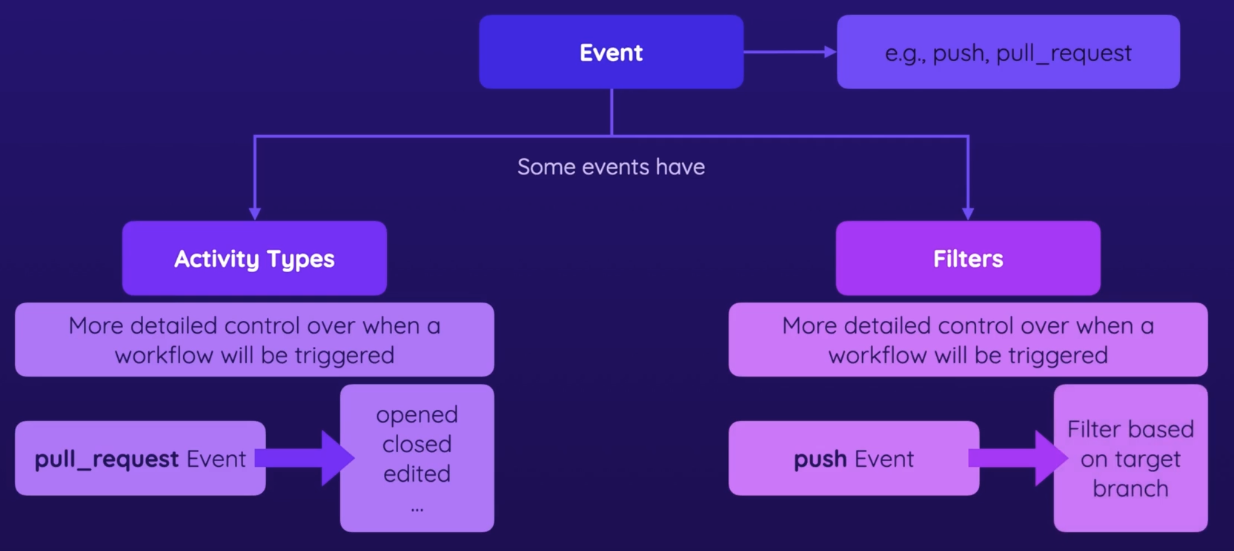 Event
e.g., push, pull_request
Some events have
Activity Types
More detailed control over when a
workflow will be triggered
pull_request Event
opened
closed
edited
...
Filters
More detailed control over when a
workflow will be triggered
push Event
Filter based
on target
branch